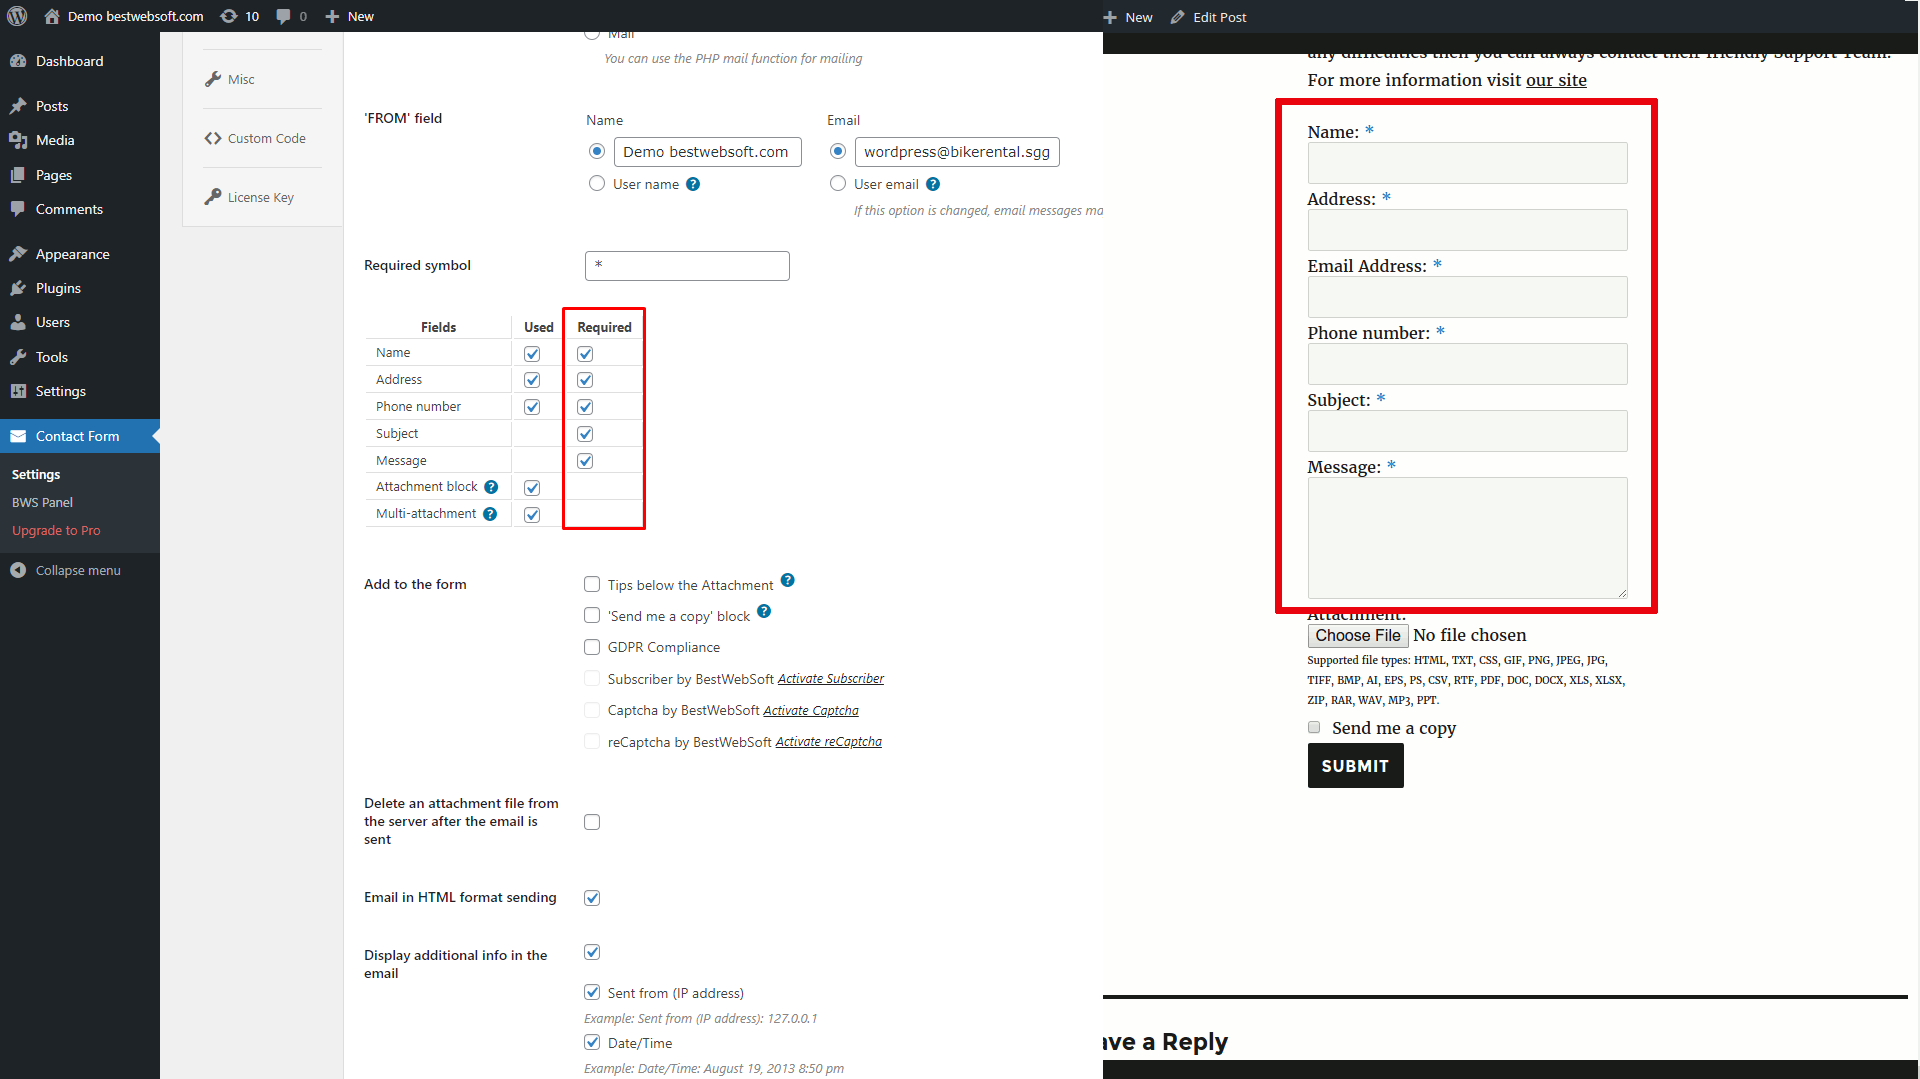 Demo bestwebsoft.com 10 0 New
Dashboard
Posts
Media
Pages
Comments
Appearance
Plugins
Users
Tools
Settings
Contact Form
Settings
BWS Panel
Upgrade to Pro
Collapse menu
Misc
Custom Code
License Key
Mail
You can use the PHP mail function for mailing
'FROM' field
Name Email
Demo bestwebsoft.com wordpress@bikerental.sgg
User name ? User email ?
If this option is changed, email messages ma
Required symbol *
Fields Used Required
Name
Address
Phone number
Subject
Message
Attachment block ?
Multi-attachment ?
Add to the form
Tips below the Attachment ?
'Send me a copy' block ?
GDPR Compliance
Subscriber by BestWebSoft Activate Subscriber
Captcha by BestWebSoft Activate Captcha
reCaptcha by BestWebSoft Activate reCaptcha
Delete an attachment file from
the server after the email is
sent
Email in HTML format sending
Display additional info in the
email
Sent from (IP address)
Example: Sent from (IP address): 127.0.0.1
Date/Time
Example: Date/Time: August 19, 2013 8:50 pm
New Edit Post
any difficulties then you can always contact their friendly Support Team.
For more information visit our site
Name: *
Address: *
Email Address: *
Phone number: *
Subject: *
Message: *
Attachment:
Choose File No file chosen
Supported file types: HTML, TXT, CSS, GIF, PNG, JPEG, JPG,
TIFF, BMP, AI, EPS, PS, CSV, RTF, PDF, DOC, DOCX, XLS, XLSX,
ZIP, RAR, WAV, MP3, PPT.
Send me a copy
SUBMIT
ave a Reply